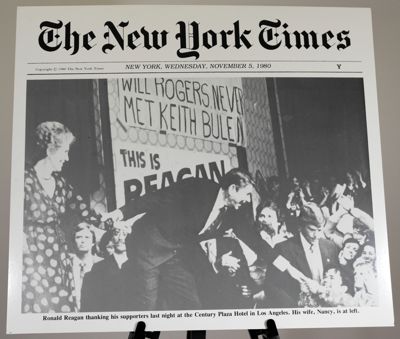 The New York Times
Copyright © 1980 The New York Times
NEW YORK, WEDNESDAY, NOVEMBER 5, 1980
Y
WILL ROGERS NEVER
MET KEITH BULEN
THIS IS
REAGAN
Ronald Reagan thanking his supporters last night at the Century Plaza Hotel in Los Angeles. His wife, Nancy, is at left.